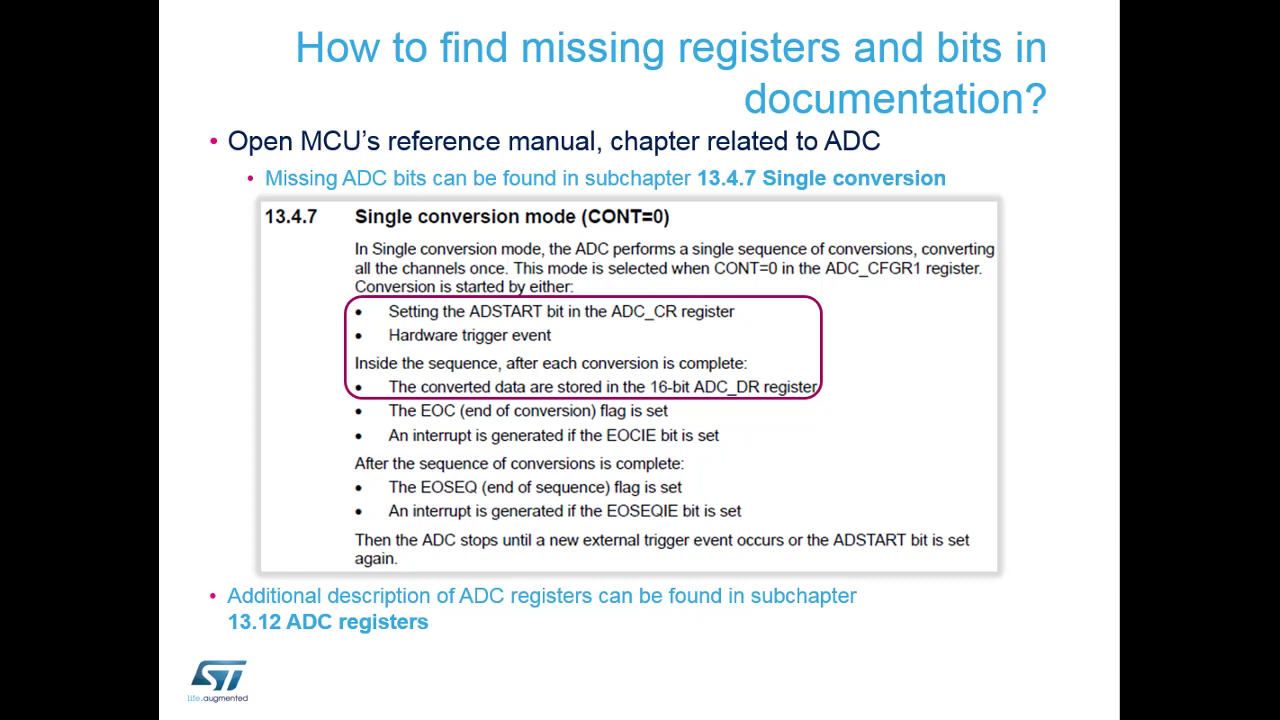 How to find missing registers and bits in
documentation?
• Open MCU's reference manual, chapter related to ADC
• Missing ADC bits can be found in subchapter 13.4.7 Single conversion
13.4.7 Single conversion mode (CONT=0)
In Single conversion mode, the ADC performs a single sequence of conversions, converting
all the channels once. This mode is selected when CONT=0 in the ADC_CFGR1 register.
Conversion is started by either:
• Setting the ADSTART bit in the ADC_CR register
• Hardware trigger event
Inside the sequence, after each conversion is complete:
• The converted data are stored in the 16-bit ADC_DR register
• The EOC (end of conversion) flag is set
• An interrupt is generated if the EOCIE bit is set
After the sequence of conversions is complete:
• The EOSEQ (end of sequence) flag is set
• An interrupt is generated if the EOSEQIE bit is set
Then the ADC stops until a new external trigger event occurs or the ADSTART bit is set
again.
• Additional description of ADC registers can be found in subchapter
13.12 ADC registers
ST
life.augmented